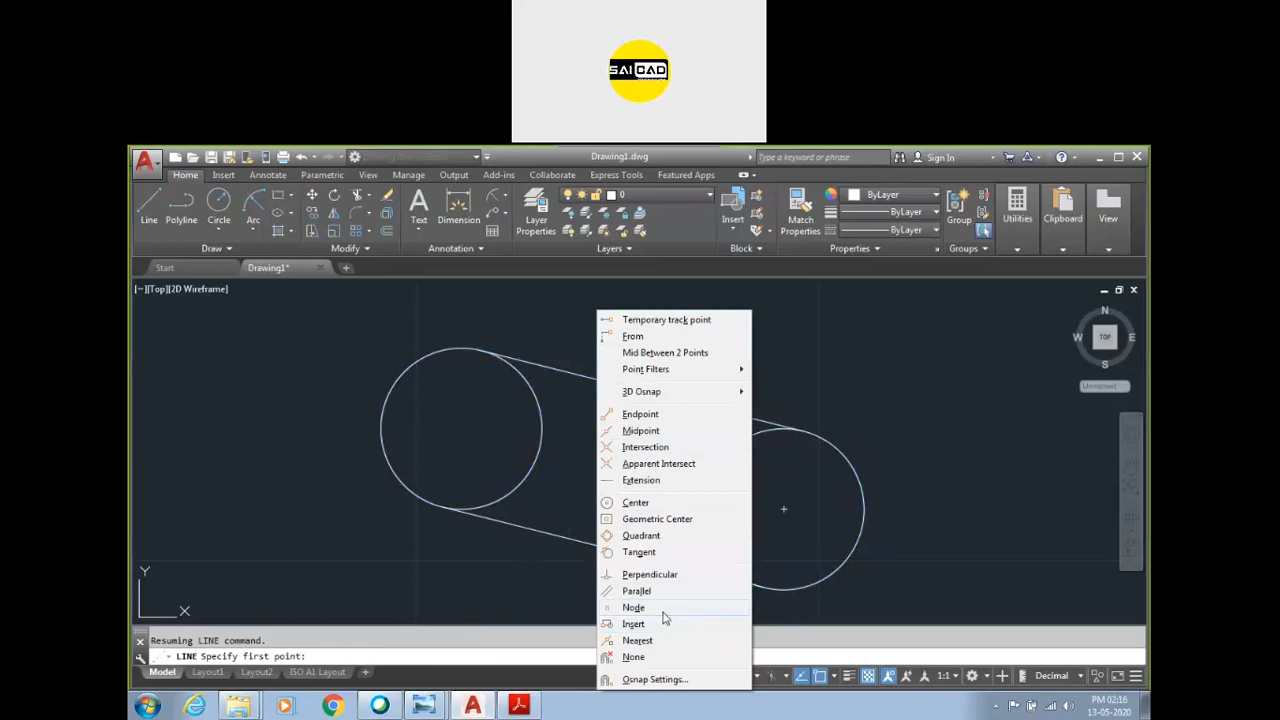 SAI CAD
Drawing1.dwg
Type a keyword or phrase
Sign In
Home Insert Annotate Parametric View Manage Output Add-ins Collaborate Express Tools Featured Apps
0
ByLayer
ByLayer
ByLayer
Line Polyline Circle Arc Text Dimension Layer Properties Insert Match Properties Group Utilities Clipboard View
Draw Modify Annotation Layers Block Properties Groups
Start Drawing1*
[−][Top][2D Wireframe]
N
W TOP E
S
Unnamed
Temporary track point
From
Mid Between 2 Points
Point Filters
3D Osnap
Endpoint
Midpoint
Intersection
Apparent Intersect
Extension
Center
Geometric Center
Quadrant
Tangent
Perpendicular
Parallel
Node
Insert
Nearest
None
Osnap Settings...
Y
X
Resuming LINE command.
LINE Specify first point:
Model Layout1 Layout2 ISO A1 Layout
1:1 Decimal
PM 02:16
13-05-2020